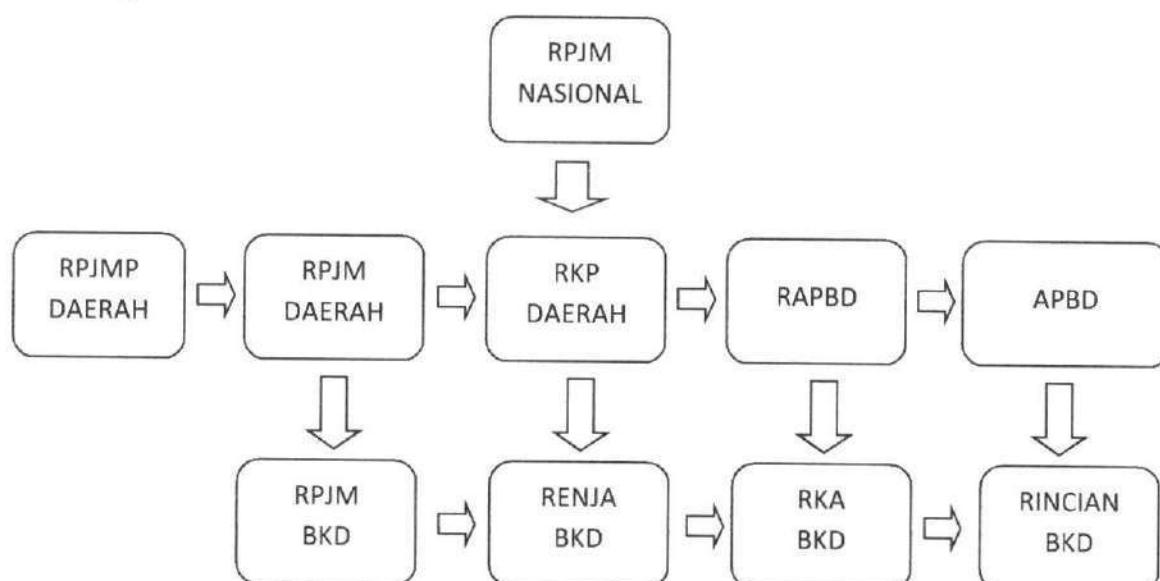 RPJM
NASIONAL
RPJMP
DAERAH
RPJM
DAERAH
RKP
DAERAH
RAPBD
APBD
RPJM
BKD
RENJA
BKD
RKA
BKD
RINCIAN
BKD